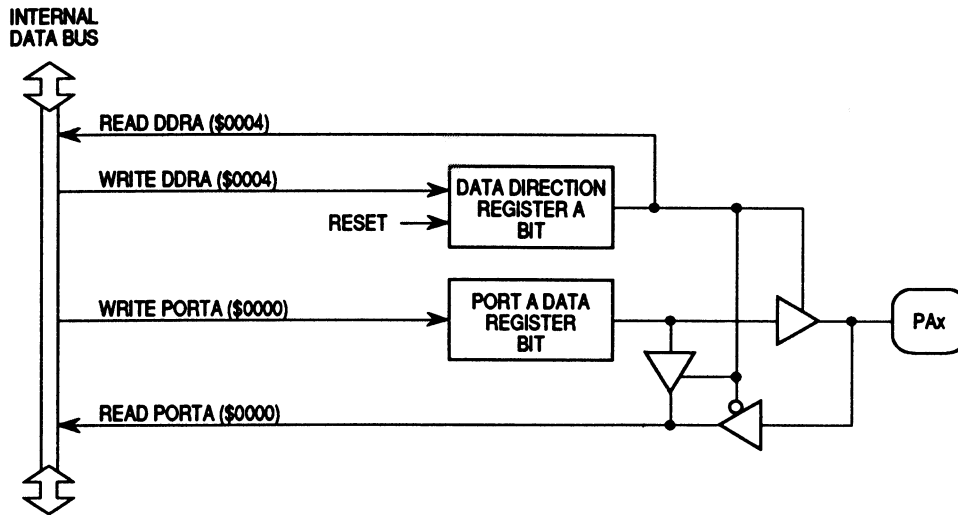 INTERNAL
DATA BUS
READ DDRA ($0004)
WRITE DDRA ($0004)
RESET
DATA DIRECTION
REGISTER A
BIT
WRITE PORTA ($0000)
PORT A DATA
REGISTER
BIT
PAx
READ PORTA ($0000)